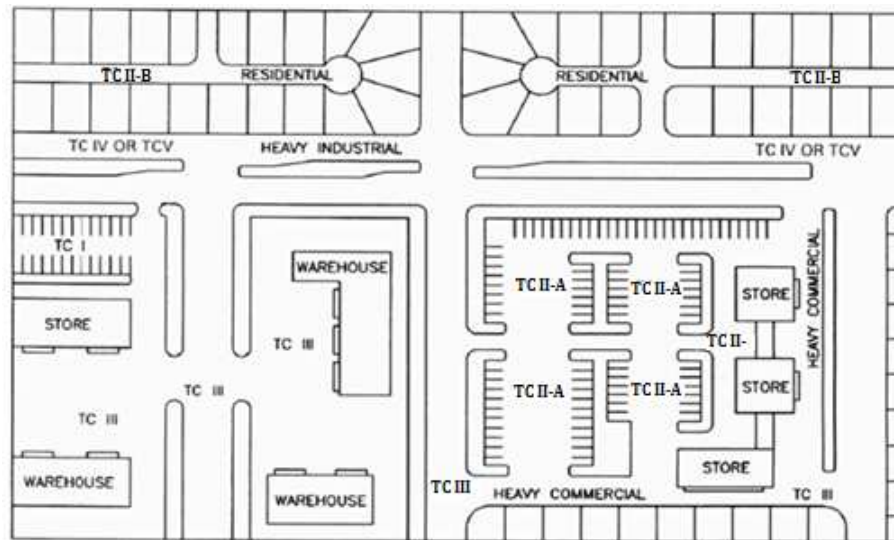 TC II-B
RESIDENTIAL
RESIDENTIAL
TC II-B
TC IV OR TCV
HEAVY INDUSTRIAL
TC IV OR TCV
TC I
WAREHOUSE
TC II-A
TC II-A
STORE
HEAVY COMMERCIAL
STORE
TC III
TC II-
TC III
TC II-A
TC II-A
STORE
TC III
WAREHOUSE
WAREHOUSE
TC III
HEAVY COMMERCIAL
STORE
TC III